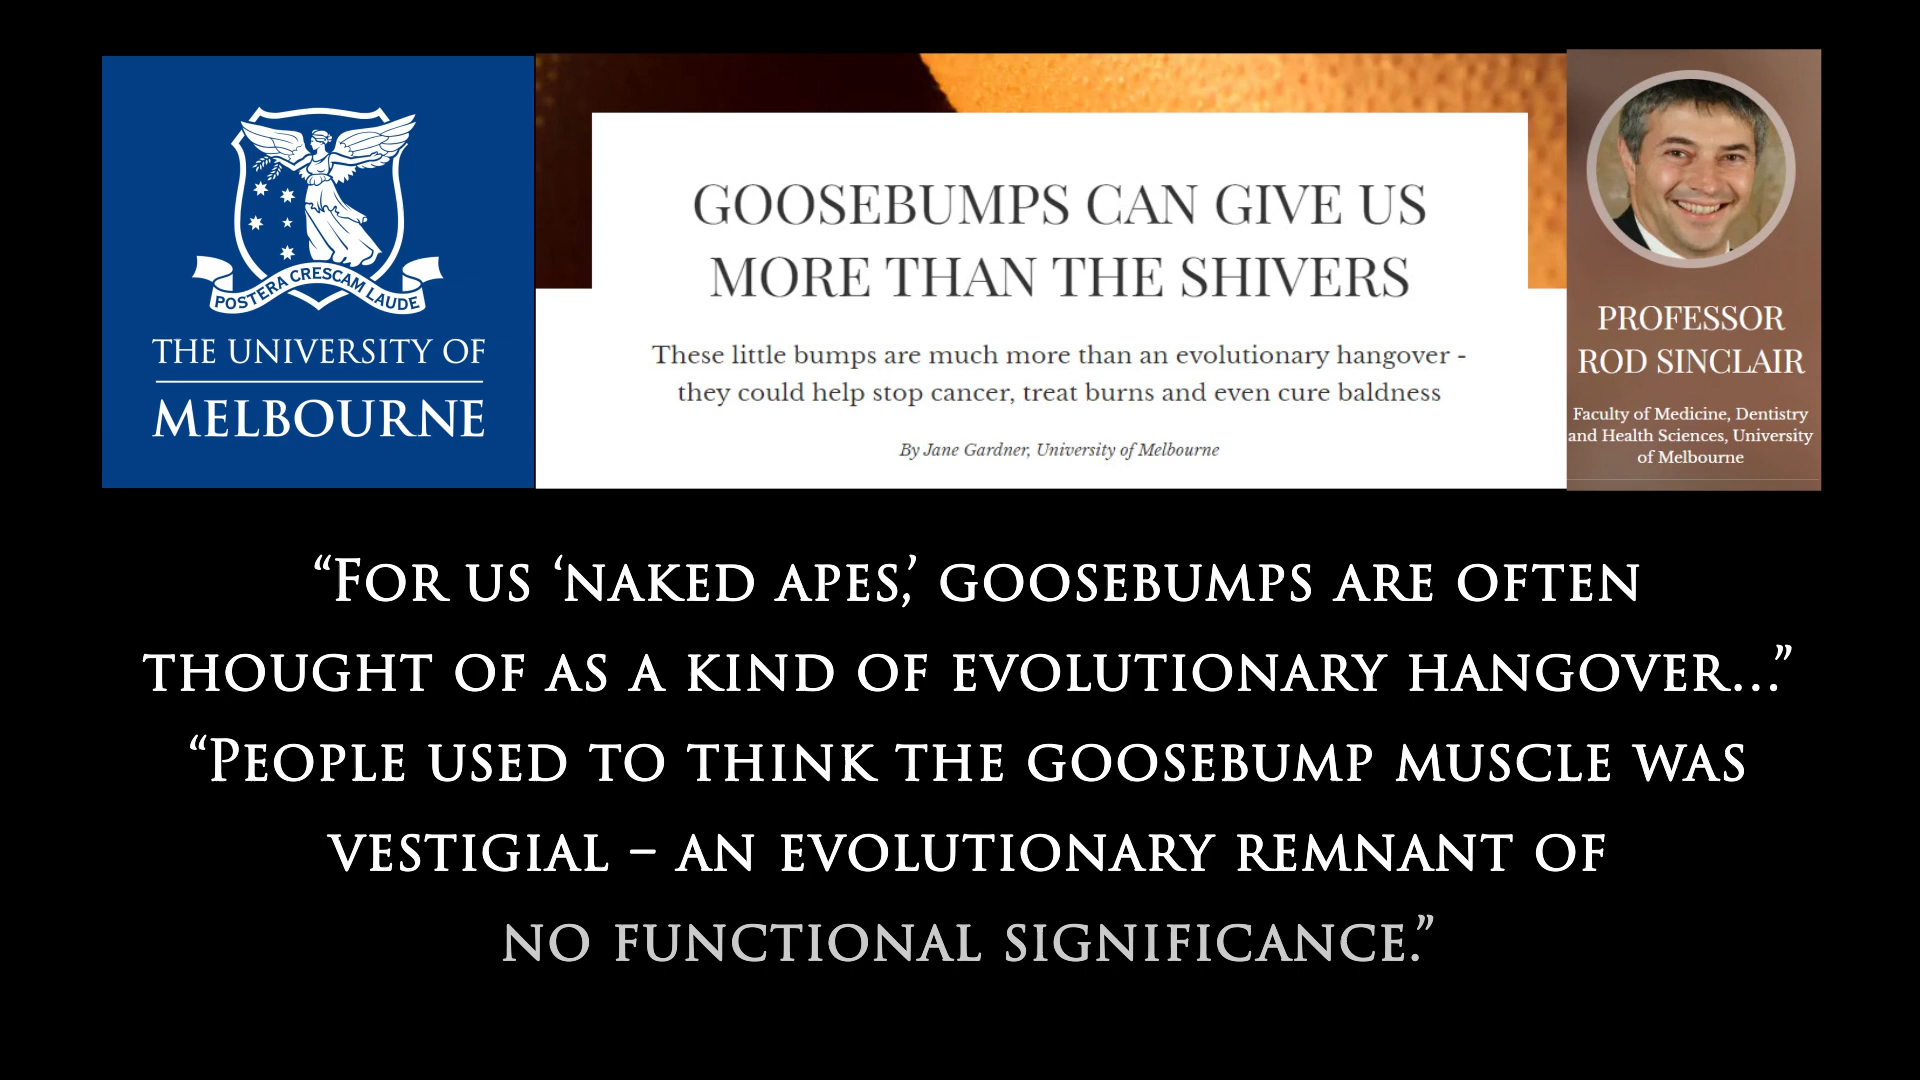 POSTERA CRESCAM LAUDE
THE UNIVERSITY OF
MELBOURNE
GOOSEBUMPS CAN GIVE US
MORE THAN THE SHIVERS
These little bumps are much more than an evolutionary hangover -
they could help stop cancer, treat burns and even cure baldness
By Jane Gardner, University of Melbourne
PROFESSOR
ROD SINCLAIR
Faculty of Medicine, Dentistry
and Health Sciences, University
of Melbourne
“For us ‘naked apes,’ goosebumps are often
thought of as a kind of evolutionary hangover…”
“People used to think the goosebump muscle was
vestigial – an evolutionary remnant of
no functional significance.”